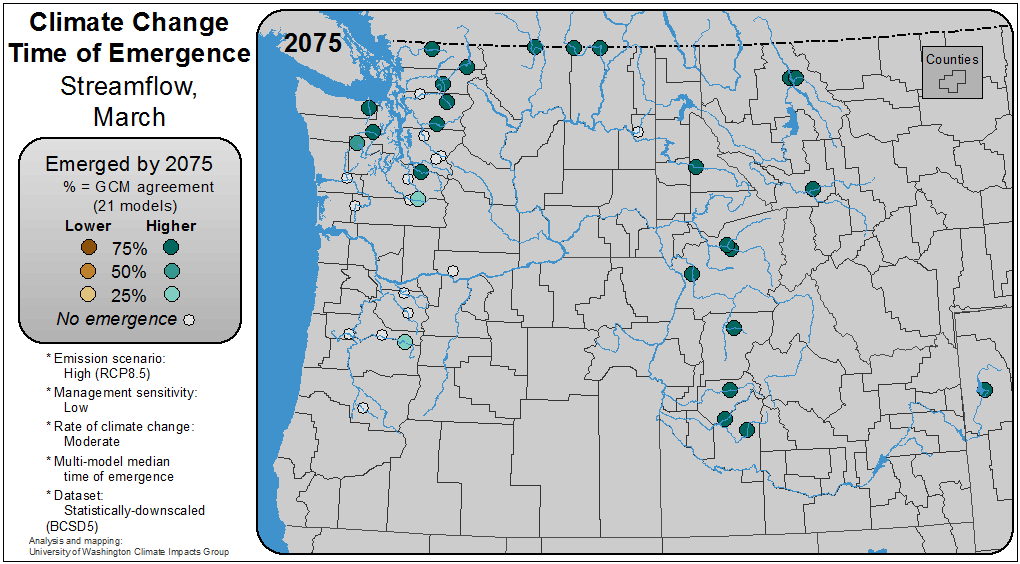 Climate Change
Time of Emergence
Streamflow,
March
Emerged by 2075
% = GCM agreement
(21 models)
Lower Higher
75%
50%
25%
No emergence
* Emission scenario:
High (RCP8.5)
* Management sensitivity:
Low
* Rate of climate change:
Moderate
* Multi-model median
time of emergence
* Dataset:
Statistically-downscaled
(BCSD5)
Analysis and mapping:
University of Washington Climate Impacts Group
2075
Counties